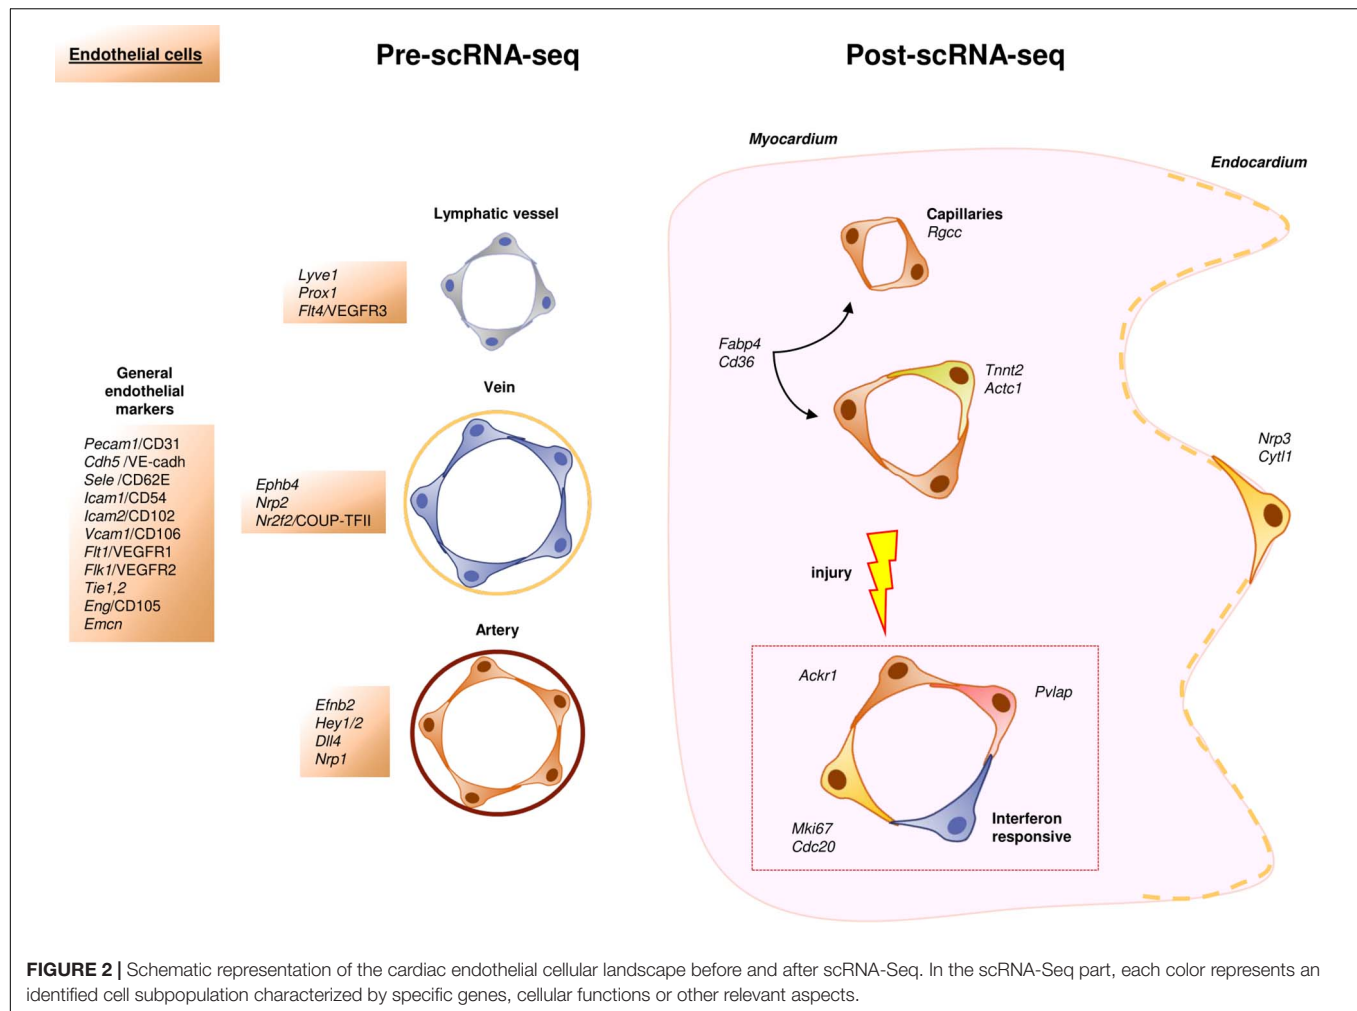 Endothelial cells
Pre-scRNA-seq
Post-scRNA-seq
Myocardium
Endocardium
Lymphatic vessel
Lyve1
Prox1
Flt4/VEGFR3
Capillaries
Rgcc
Fabp4
Cd36
Tnnt2
Actc1
General
endothelial
markers
Pecam1/CD31
Cdh5 /VE-cadh
Sele /CD62E
Icam1/CD54
Icam2/CD102
Vcam1/CD106
Flt1/VEGFR1
Flk1/VEGFR2
Tie1,2
Eng/CD105
Emcn
Vein
Ephb4
Nrp2
Nr2f2/COUP-TFII
Nrp3
Cytl1
injury
Artery
Efnb2
Hey1/2
Dll4
Nrp1
Ackr1
Pvlap
Mki67
Cdc20
Interferon
responsive
FIGURE 2 | Schematic representation of the cardiac endothelial cellular landscape before and after scRNA-Seq. In the scRNA-Seq part, each color represents an
identified cell subpopulation characterized by specific genes, cellular functions or other relevant aspects.